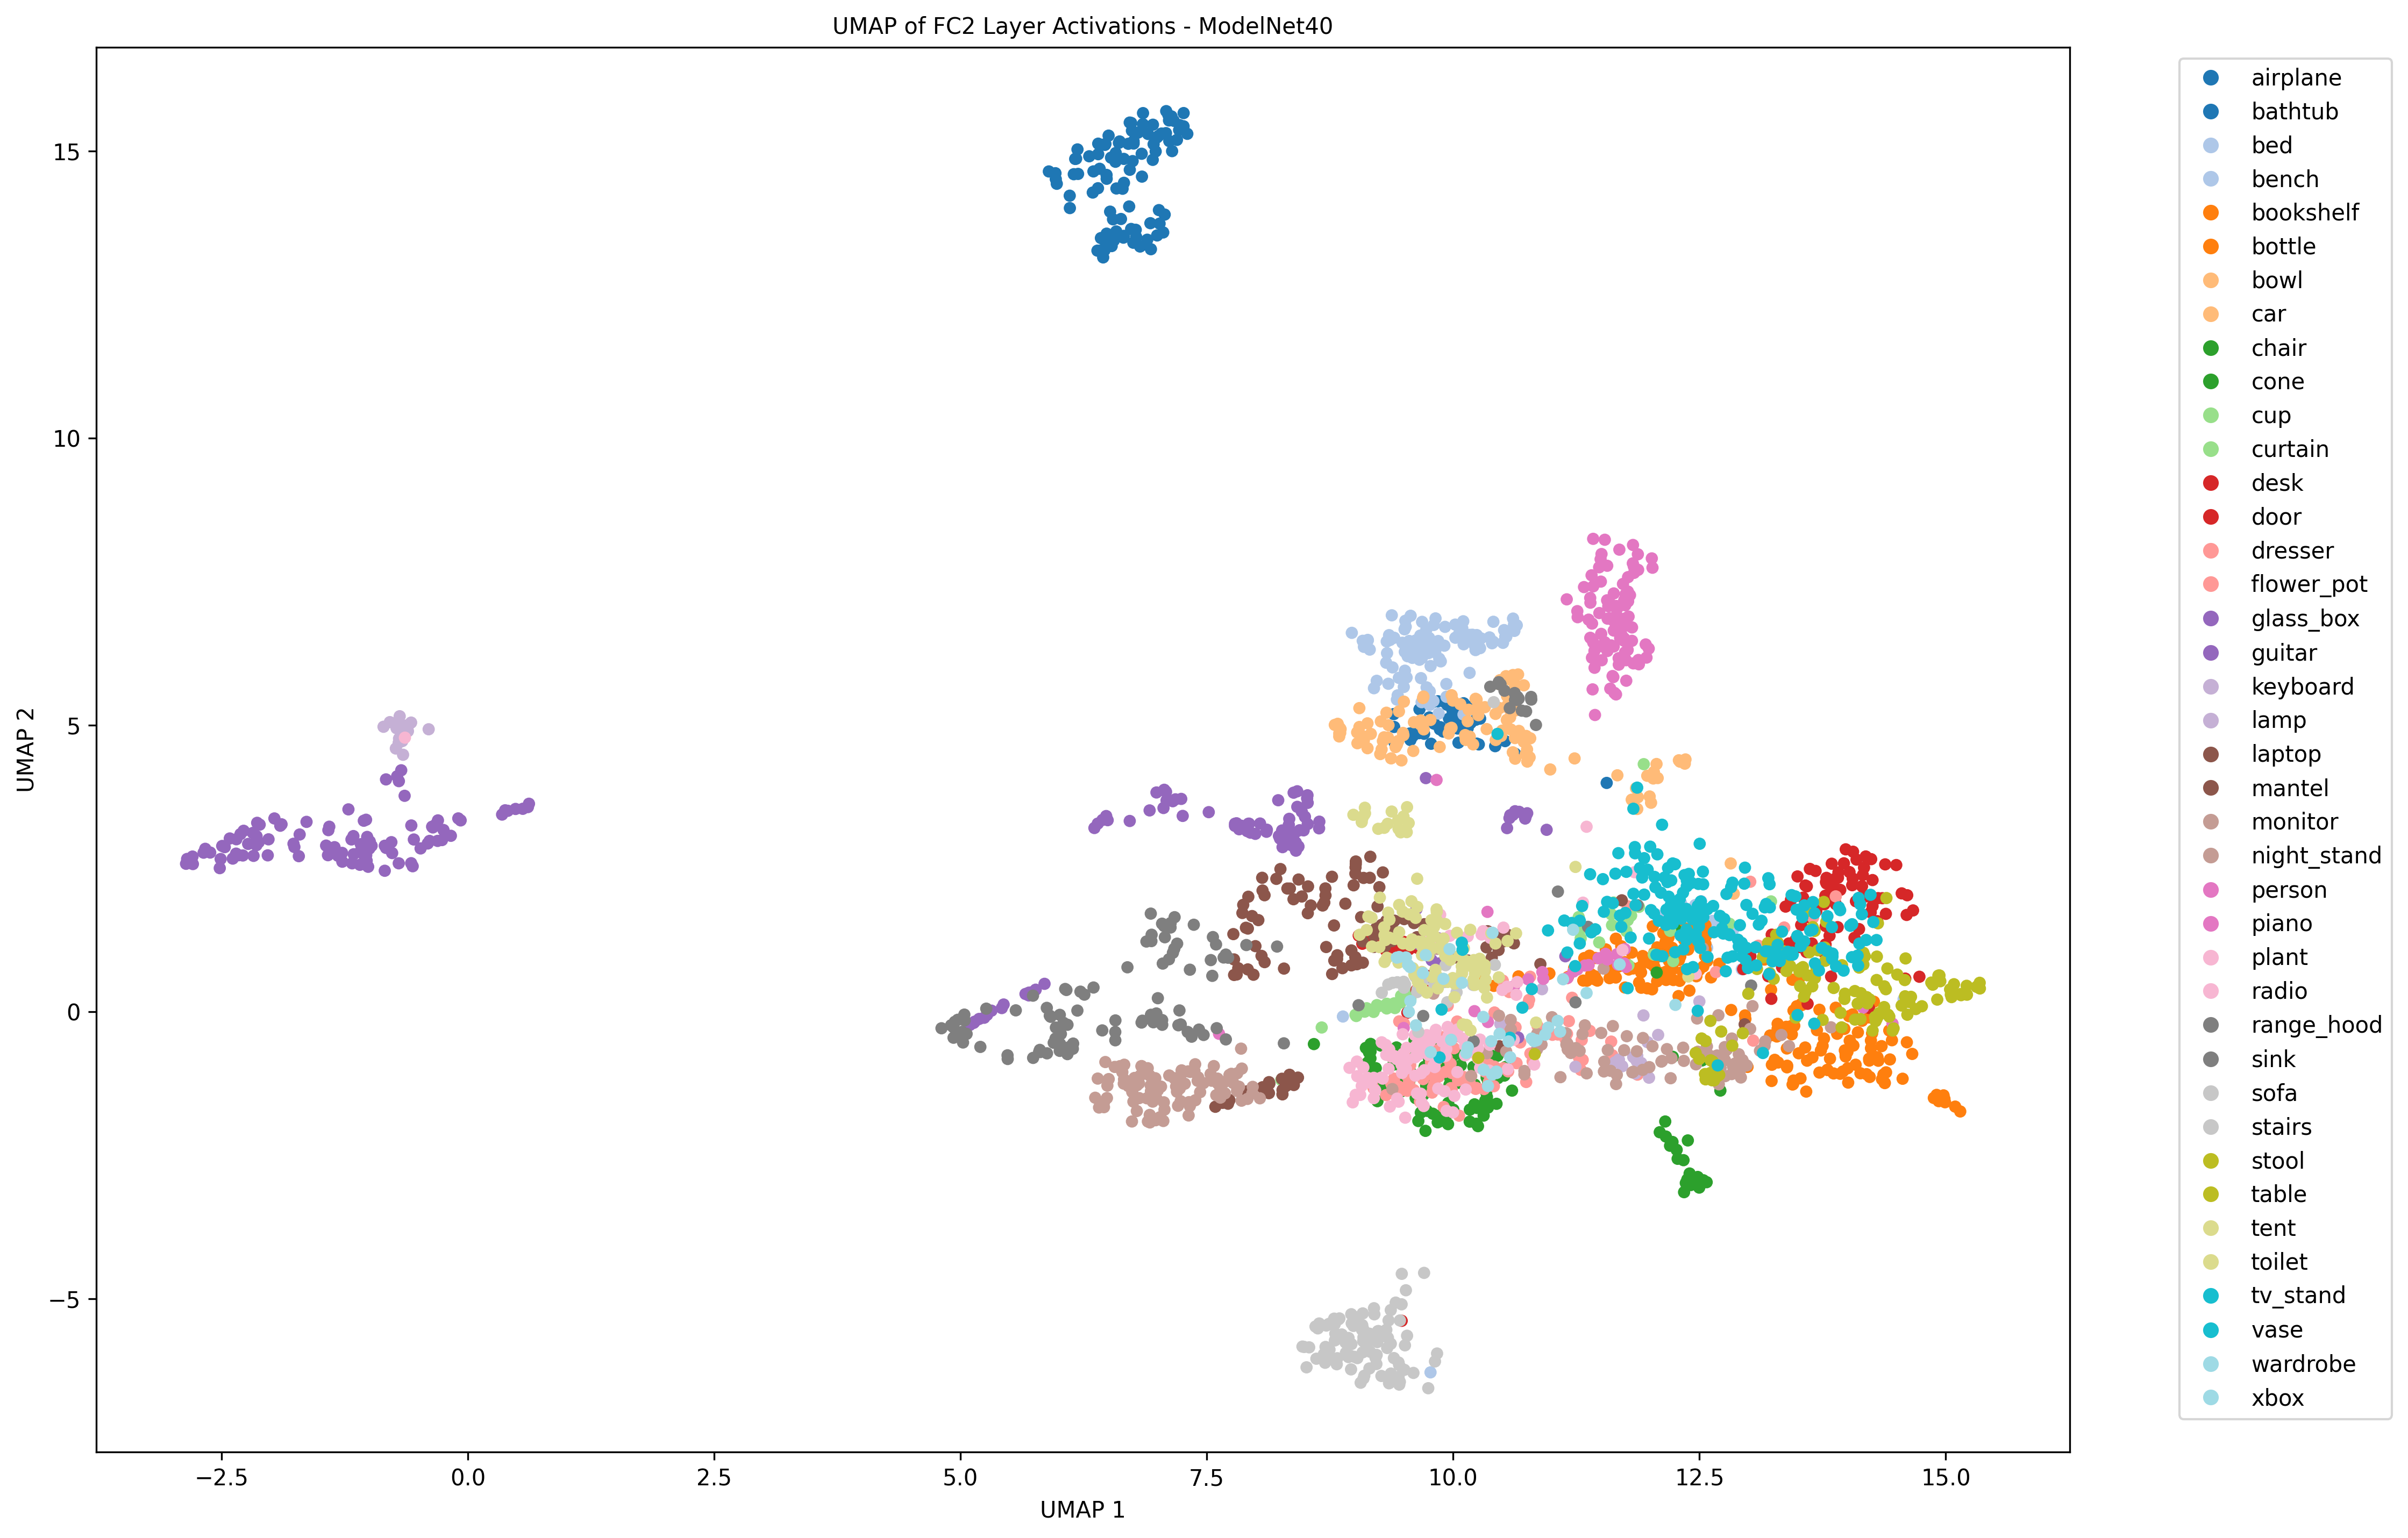 UMAP of FC2 Layer Activations - ModelNet40
15
10
5
0
−5
UMAP 2
−2.5
0.0
2.5
5.0
7.5
10.0
12.5
15.0
UMAP 1
airplane
bathtub
bed
bench
bookshelf
bottle
bowl
car
chair
cone
cup
curtain
desk
door
dresser
flower_pot
glass_box
guitar
keyboard
lamp
laptop
mantel
monitor
night_stand
person
piano
plant
radio
range_hood
sink
sofa
stairs
stool
table
tent
toilet
tv_stand
vase
wardrobe
xbox